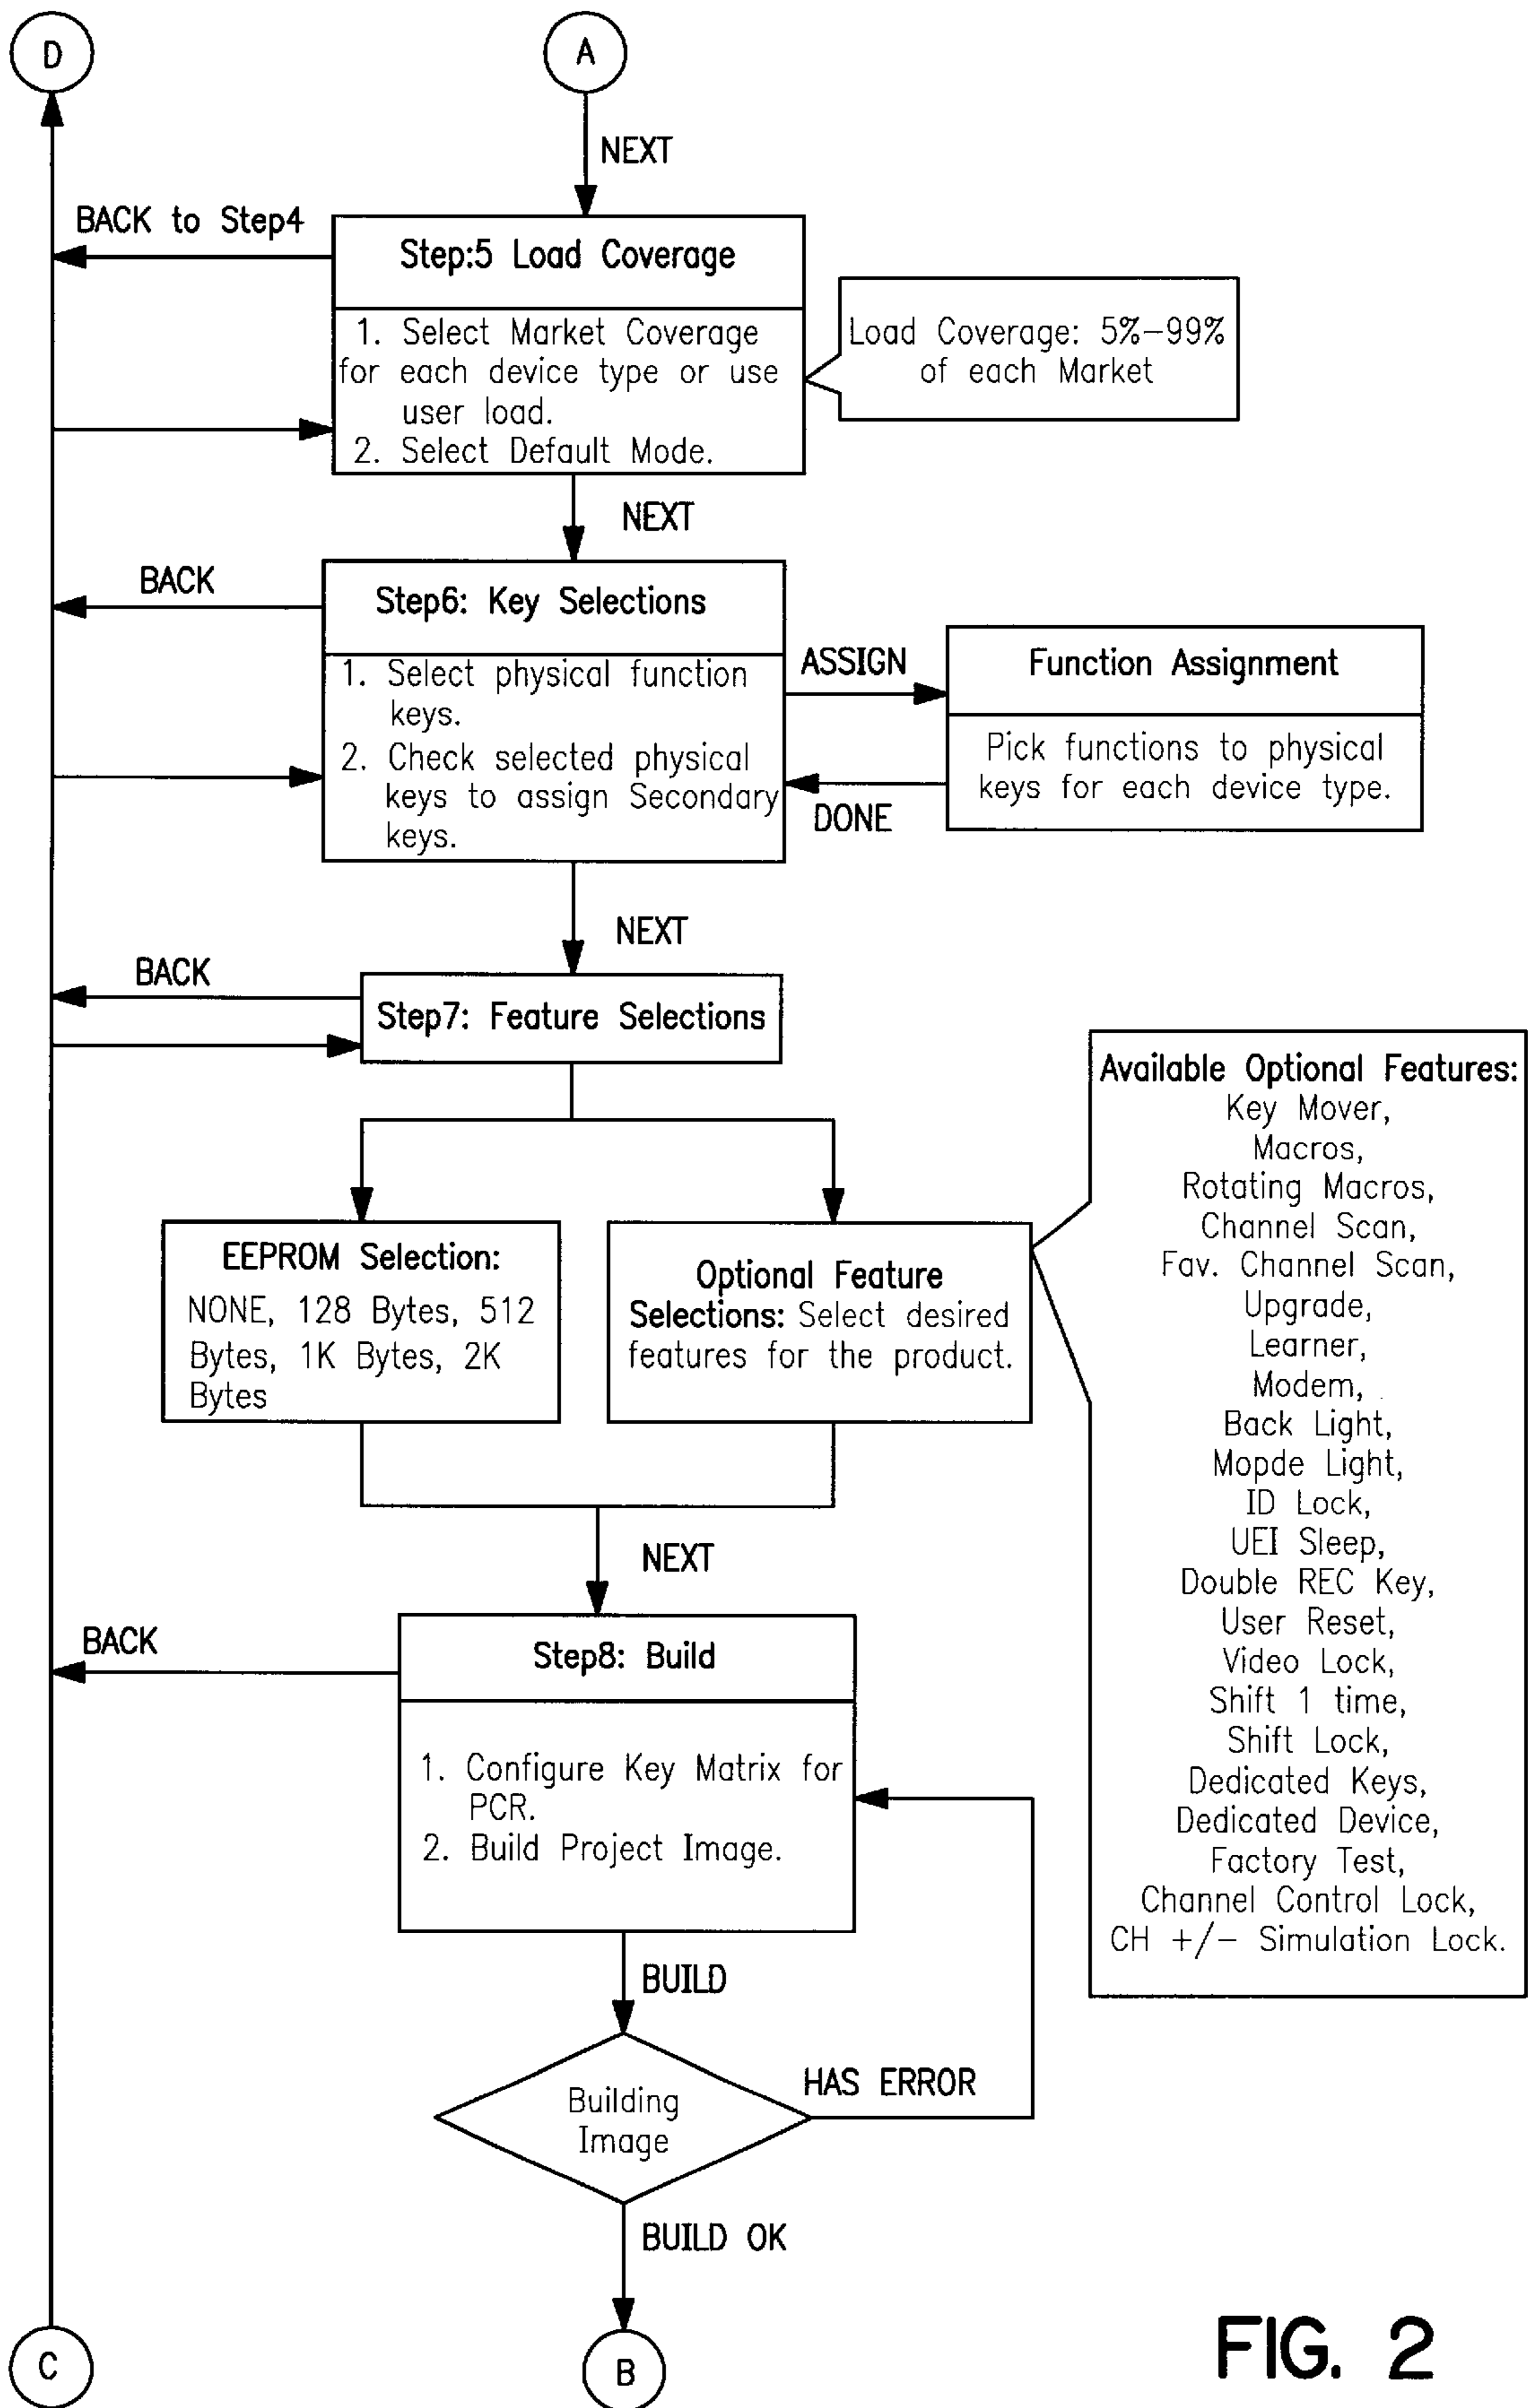 D
A
NEXT
BACK to Step4
Step:5 Load Coverage
1. Select Market Coverage
for each device type or use
user load.
2. Select Default Mode.
Load Coverage: 5%-99%
of each Market
NEXT
BACK
Step6: Key Selections
1. Select physical function
keys.
2. Check selected physical
keys to assign Secondary
keys.
ASSIGN
Function Assignment
Pick functions to physical
keys for each device type.
DONE
NEXT
BACK
Step7: Feature Selections
EEPROM Selection:
NONE, 128 Bytes, 512
Bytes, 1K Bytes, 2K
Bytes
Optional Feature
Selections: Select desired
features for the product.
Available Optional Features:
Key Mover,
Macros,
Rotating Macros,
Channel Scan,
Fav. Channel Scan,
Upgrade,
Learner,
Modem,
Back Light,
Mopde Light,
ID Lock,
UEI Sleep,
Double REC Key,
User Reset,
Video Lock,
Shift 1 time,
Shift Lock,
Dedicated Keys,
Dedicated Device,
Factory Test,
Channel Control Lock,
CH +/- Simulation Lock.
NEXT
BACK
Step8: Build
1. Configure Key Matrix for
PCR.
2. Build Project Image.
BUILD
Building
Image
HAS ERROR
BUILD OK
C
B
FIG. 2